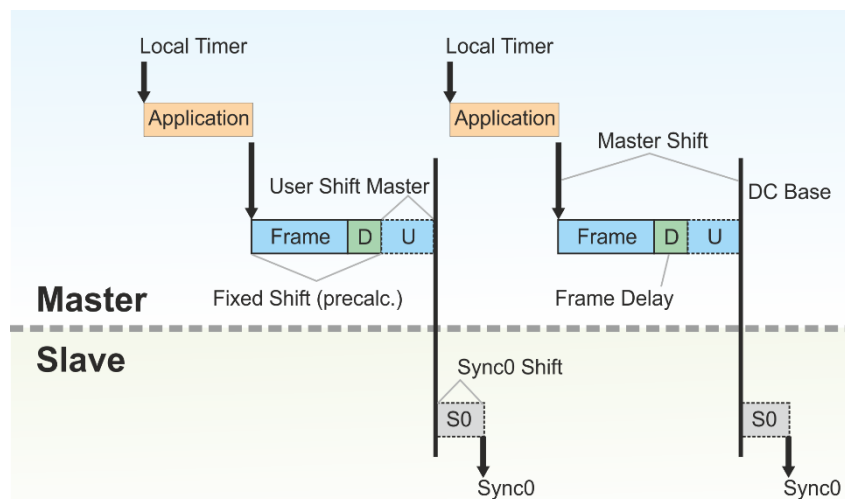 Local Timer
Local Timer
Application
Application
Master Shift
User Shift Master
DC Base
Frame
D
U
Frame
D
U
Fixed Shift (precalc.)
Frame Delay
Master
Slave
Sync0 Shift
S0
S0
Sync0
Sync0